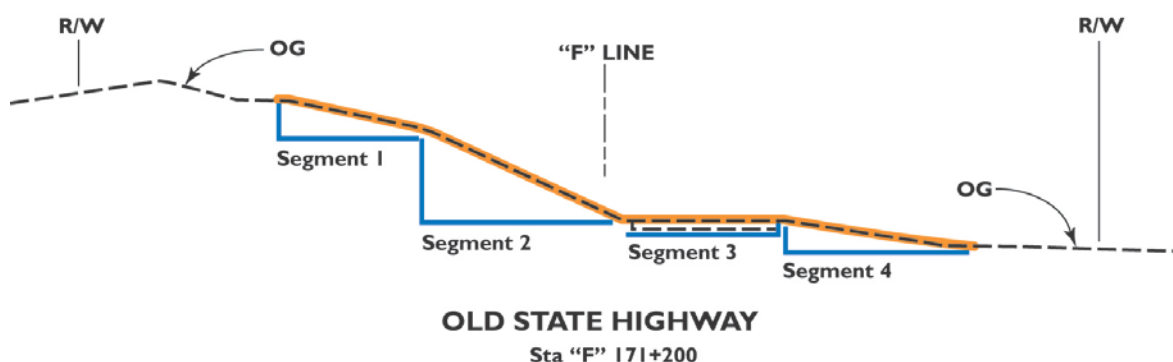 R/W
OG
“F” LINE
R/W
Segment 1
OG
Segment 2
Segment 3
Segment 4
OLD STATE HIGHWAY
Sta “F” 171+200